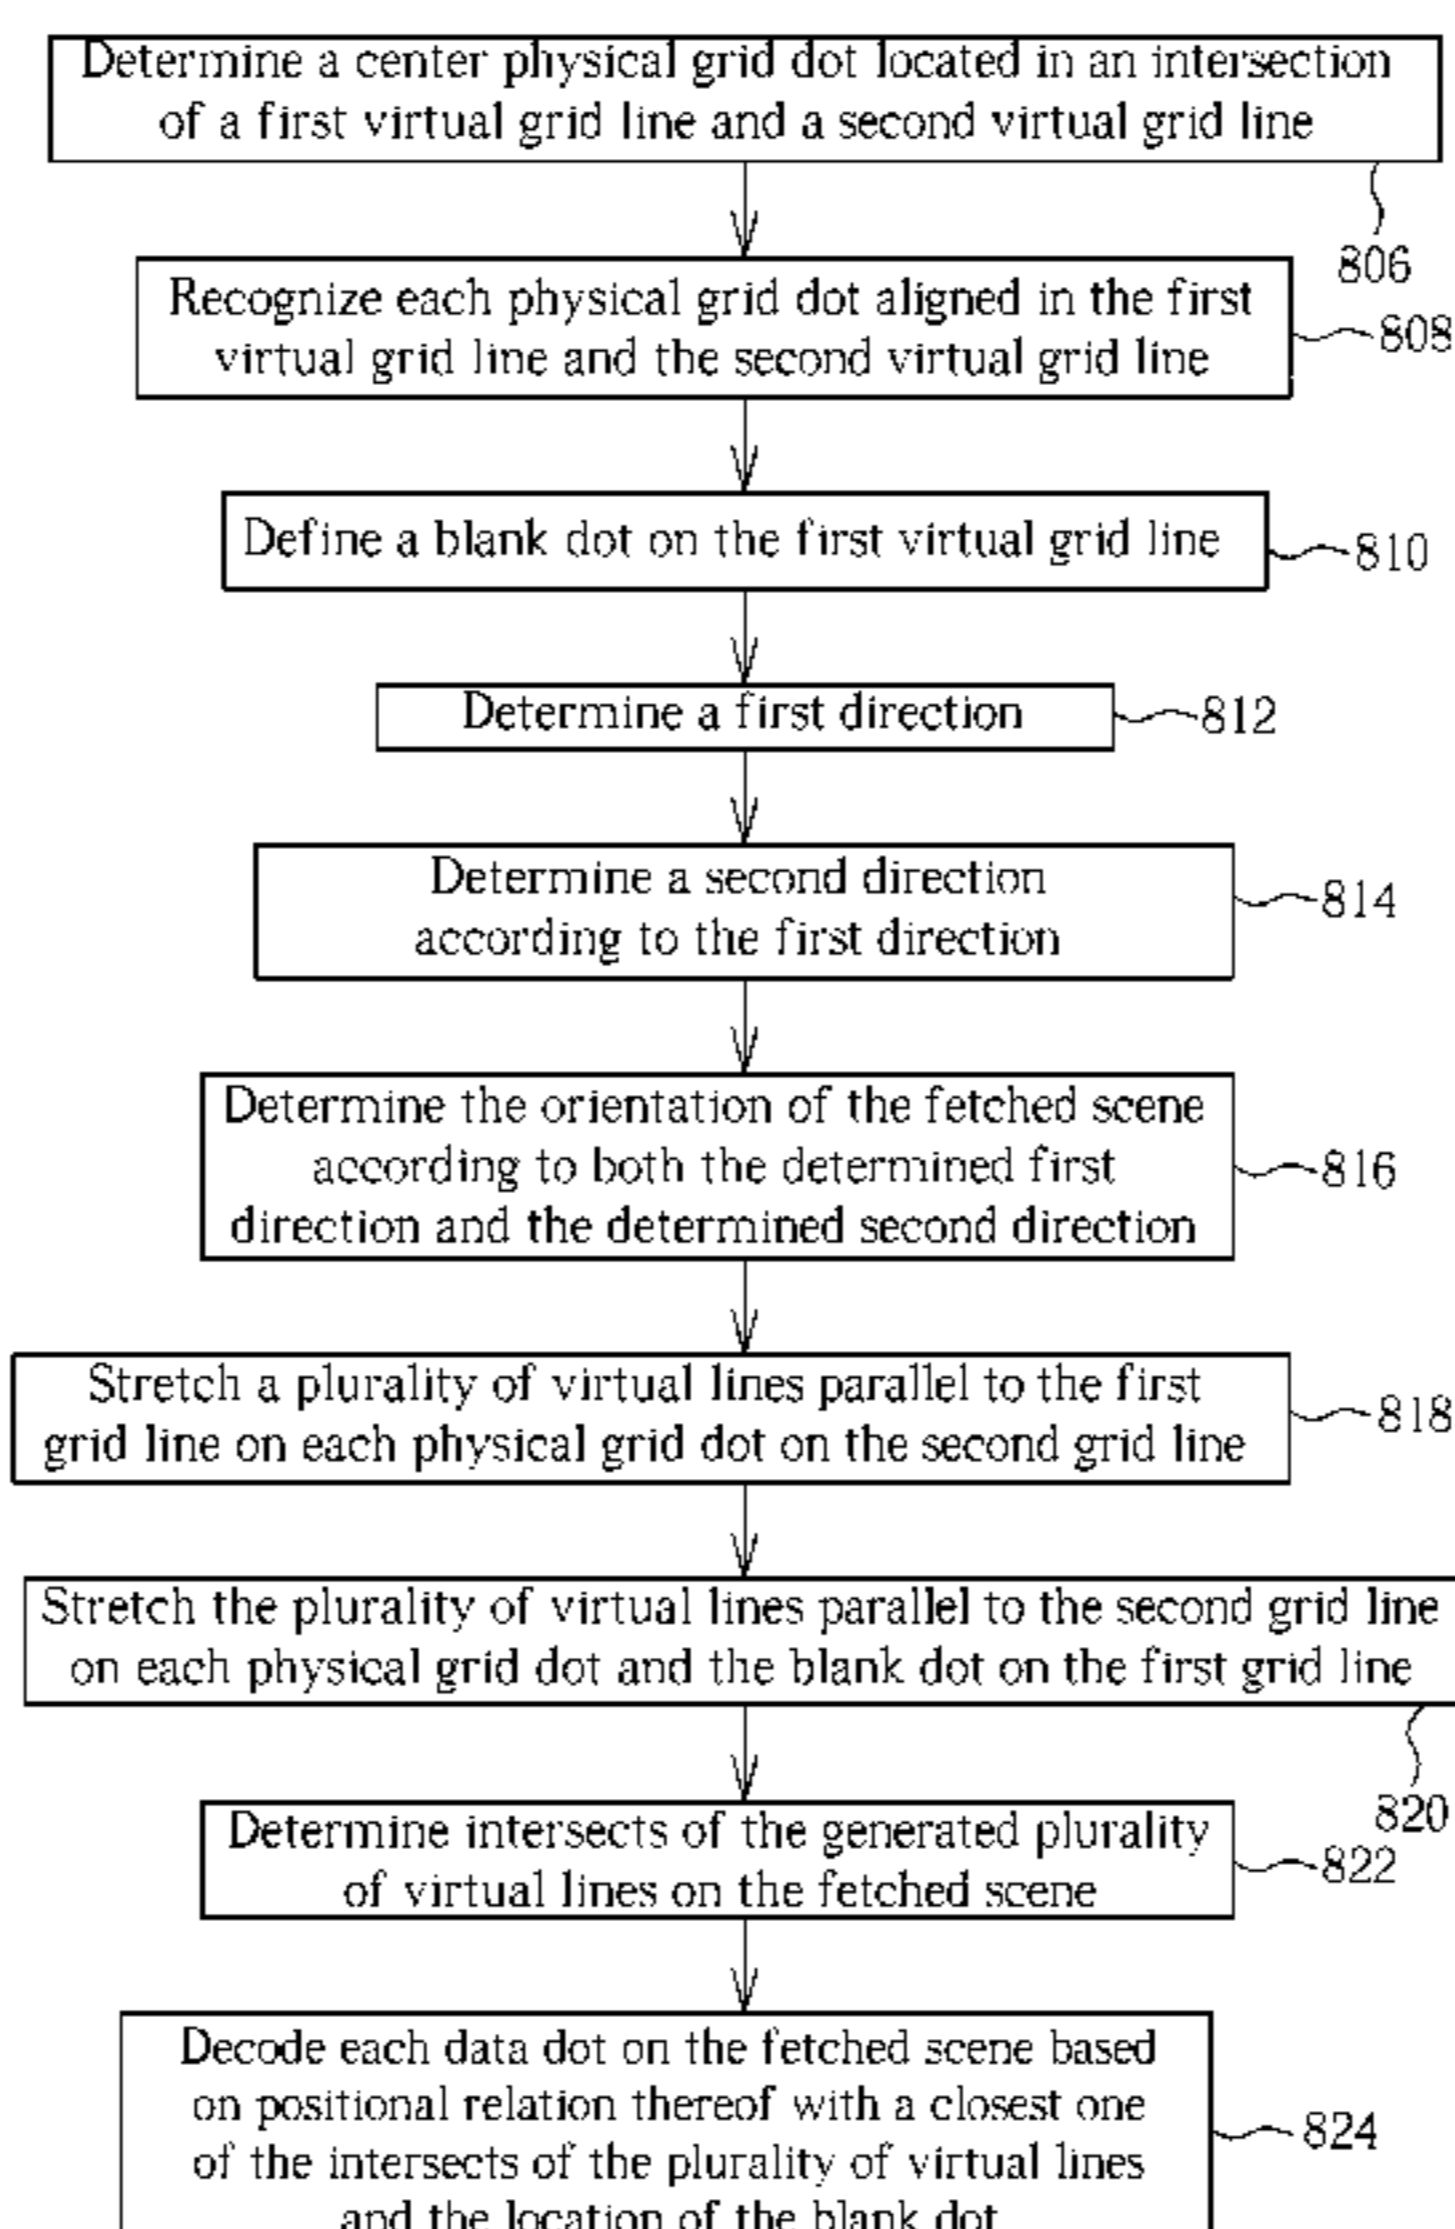 Determine a center physical grid dot located in an intersection
of a first virtual grid line and a second virtual grid line
806
Recognize each physical grid dot aligned in the first
virtual grid line and the second virtual grid line
808
Define a blank dot on the first virtual grid line
810
Determine a first direction
812
Determine a second direction
according to the first direction
814
Determine the orientation of the fetched scene
according to both the determined first
direction and the determined second direction
816
Stretch a plurality of virtual lines parallel to the first
grid line on each physical grid dot on the second grid line
818
Stretch the plurality of virtual lines parallel to the second grid line
on each physical grid dot and the blank dot on the first grid line
820
Determine intersects of the generated plurality
of virtual lines on the fetched scene
822
Decode each data dot on the fetched scene based
on positional relation thereof with a closest one
of the intersects of the plurality of virtual lines
and the location of the blank dot
824